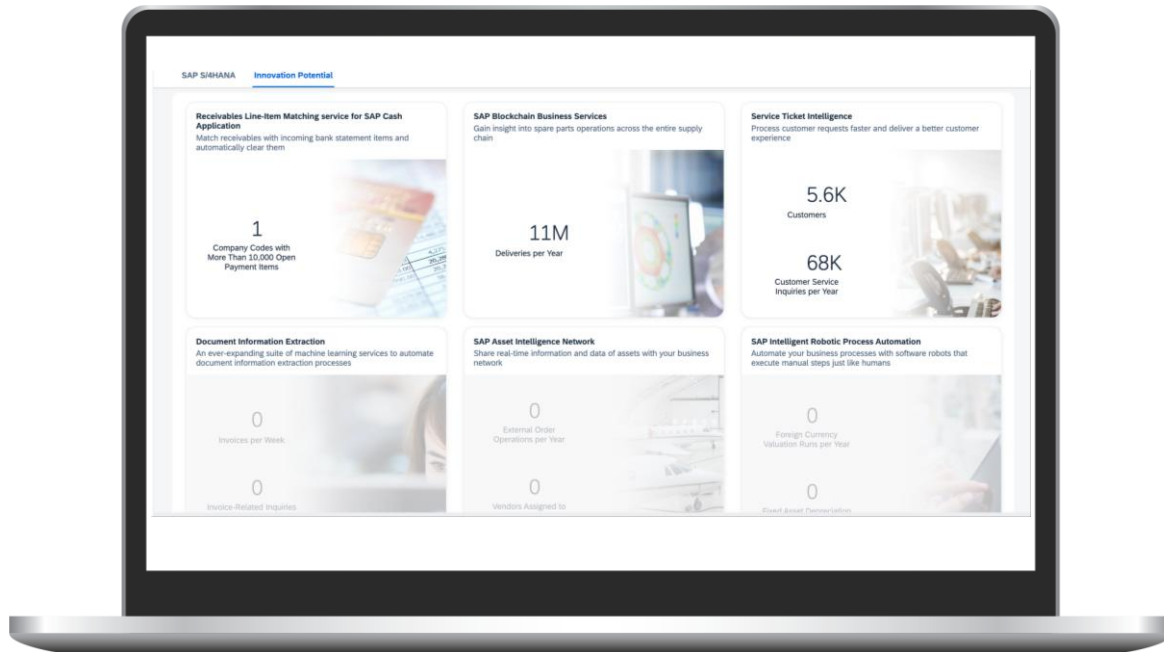 SAP S/4HANA
Innovation Potential
Receivables Line-Item Matching service for SAP Cash
Application
Match receivables with incoming bank statement items and
automatically clear them
1
Company Codes with
More Than 10,000 Open
Payment Items
SAP Blockchain Business Services
Gain insight into spare parts operations across the entire supply
chain
11M
Deliveries per Year
Service Ticket Intelligence
Process customer requests faster and deliver a better customer
experience
5.6K
Customers
68K
Customer Service
Inquiries per Year
Document Information Extraction
An ever-expanding suite of machine learning services to automate
document information extraction processes
0
Invoices per Week
0
Invoice-Related Inquiries
SAP Asset Intelligence Network
Share real-time information and data of assets with your business
network
0
External Order
Operations per Year
0
Vendors Assigned to
SAP Intelligent Robotic Process Automation
Automate your business processes with software robots that
execute manual steps just like humans
0
Foreign Currency
Valuation Runs per Year
0
Fixed Asset Depreciation